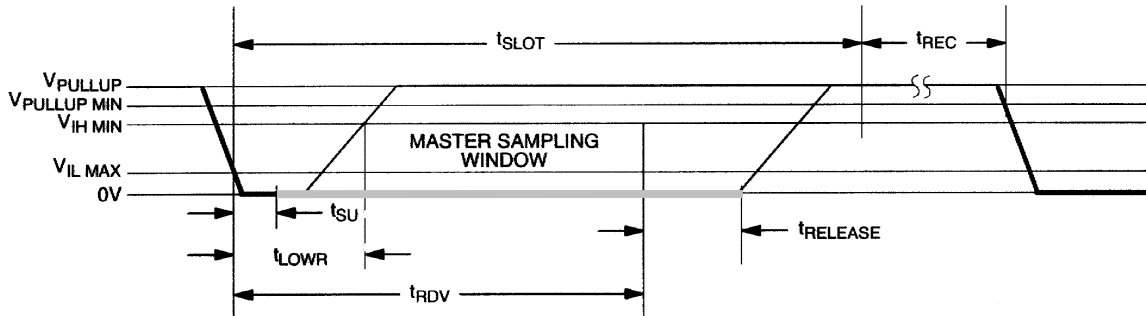 tSLOT
tREC
VPULLUP
VPULLUP MIN
VIH MIN
MASTER SAMPLING
WINDOW
VIL MAX
0V
tSU
tRELEASE
tLOWR
tRDV